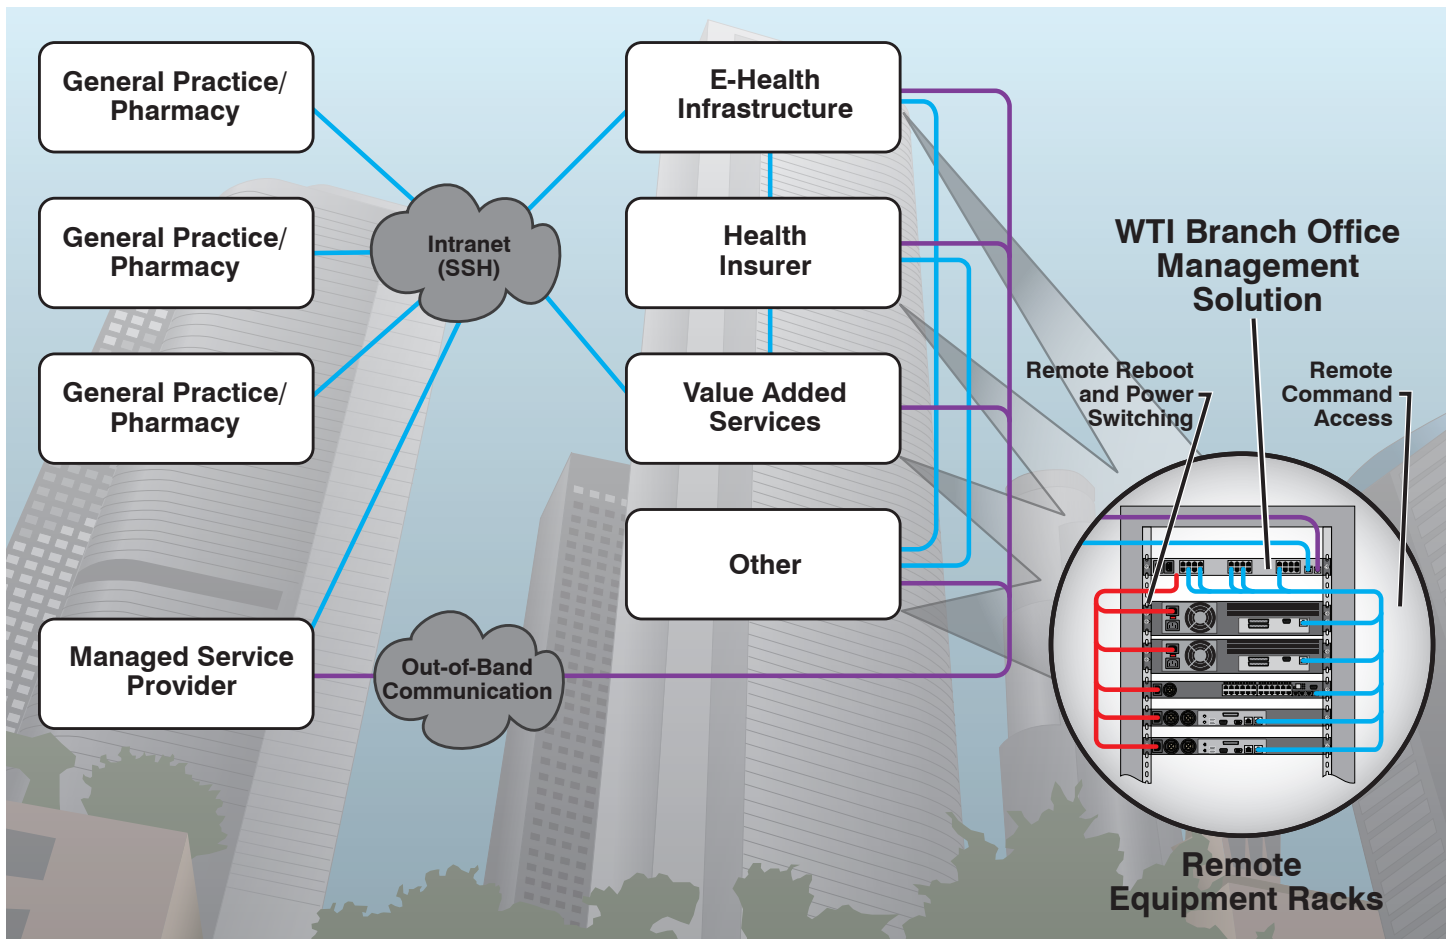 General Practice/
Pharmacy
General Practice/
Pharmacy
General Practice/
Pharmacy
Managed Service
Provider
Intranet
(SSH)
Out-of-Band
Communication
E-Health
Infrastructure
Health
Insurer
Value Added
Services
Other
WTI Branch Office
Management
Solution
Remote Reboot
and Power
Switching
Remote
Command
Access
Remote
Equipment Racks